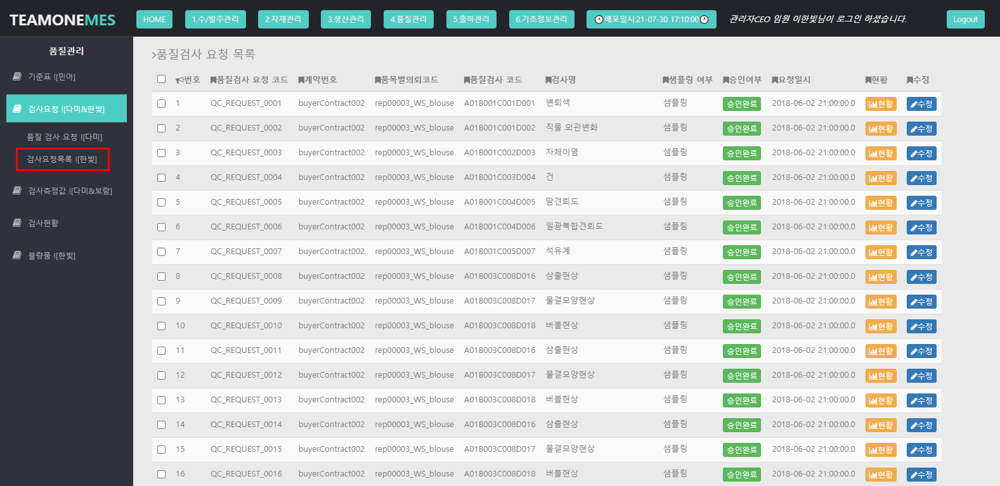 TEAMONEMES HOME 1.수/발주관리 2.자재관리 3.생산관리 4.품질관리 5.출하관리 6.기초정보관리 배포일시:21-07-30 17:10:00 관리자CEO 임원 이한빛님이 로그인 하셨습니다. Logout
품질관리
기준표 ![민아]
검사요청 ![다미&한빛]
품질 검사 요청 ![다미]
검사요청목록 ![한빛]
검사측정값 ![다미&보람]
검사현황
불량품 ![한빛]
품질검사 요청 목록
번호 품질검사 요청 코드 계약번호 품목별의뢰코드 품질검사 코드 검사명 샘플링 여부 승인여부 요청일시 현황 수정
1 QC_REQUEST_0001 buyerContract002 rep00003_WS_blouse A01B001C001D001 변퇴색 샘플링 승인완료 2018-06-02 21:00:00.0 현황 수정
2 QC_REQUEST_0002 buyerContract002 rep00003_WS_blouse A01B001C001D002 직물 외관변화 샘플링 승인완료 2018-06-02 21:00:00.0 현황 수정
3 QC_REQUEST_0003 buyerContract002 rep00003_WS_blouse A01B001C002D003 자체이염 샘플링 승인완료 2018-06-02 21:00:00.0 현황 수정
4 QC_REQUEST_0004 buyerContract002 rep00003_WS_blouse A01B001C003D004 건 샘플링 승인완료 2018-06-02 21:00:00.0 현황 수정
5 QC_REQUEST_0005 buyerContract002 rep00003_WS_blouse A01B001C004D005 땀견뢰도 샘플링 승인완료 2018-06-02 21:00:00.0 현황 수정
6 QC_REQUEST_0006 buyerContract002 rep00003_WS_blouse A01B001C004D006 일광복합견뢰도 샘플링 승인완료 2018-06-02 21:00:00.0 현황 수정
7 QC_REQUEST_0007 buyerContract002 rep00003_WS_blouse A01B001C005D007 석유계 샘플링 승인완료 2018-06-02 21:00:00.0 현황 수정
8 QC_REQUEST_0008 buyerContract002 rep00003_WS_blouse A01B003C008D016 삼출현상 샘플링 승인완료 2018-06-02 21:00:00.0 현황 수정
9 QC_REQUEST_0009 buyerContract002 rep00003_WS_blouse A01B003C008D017 물결모양현상 샘플링 승인완료 2018-06-02 21:00:00.0 현황 수정
10 QC_REQUEST_0010 buyerContract002 rep00003_WS_blouse A01B003C008D018 버블현상 샘플링 승인완료 2018-06-02 21:00:00.0 현황 수정
11 QC_REQUEST_0011 buyerContract002 rep00003_WS_blouse A01B003C008D016 삼출현상 샘플링 승인완료 2018-06-02 21:00:00.0 현황 수정
12 QC_REQUEST_0012 buyerContract002 rep00003_WS_blouse A01B003C008D017 물결모양현상 샘플링 승인완료 2018-06-02 21:00:00.0 현황 수정
13 QC_REQUEST_0013 buyerContract002 rep00003_WS_blouse A01B003C008D018 버블현상 샘플링 승인완료 2018-06-02 21:00:00.0 현황 수정
14 QC_REQUEST_0014 buyerContract002 rep00003_WS_blouse A01B003C008D016 삼출현상 샘플링 승인완료 2018-06-02 21:00:00.0 현황 수정
15 QC_REQUEST_0015 buyerContract002 rep00003_WS_blouse A01B003C008D017 물결모양현상 샘플링 승인완료 2018-06-02 21:00:00.0 현황 수정
16 QC_REQUEST_0016 buyerContract002 rep00003_WS_blouse A01B003C008D018 버블현상 샘플링 승인완료 2018-06-02 21:00:00.0 현황 수정